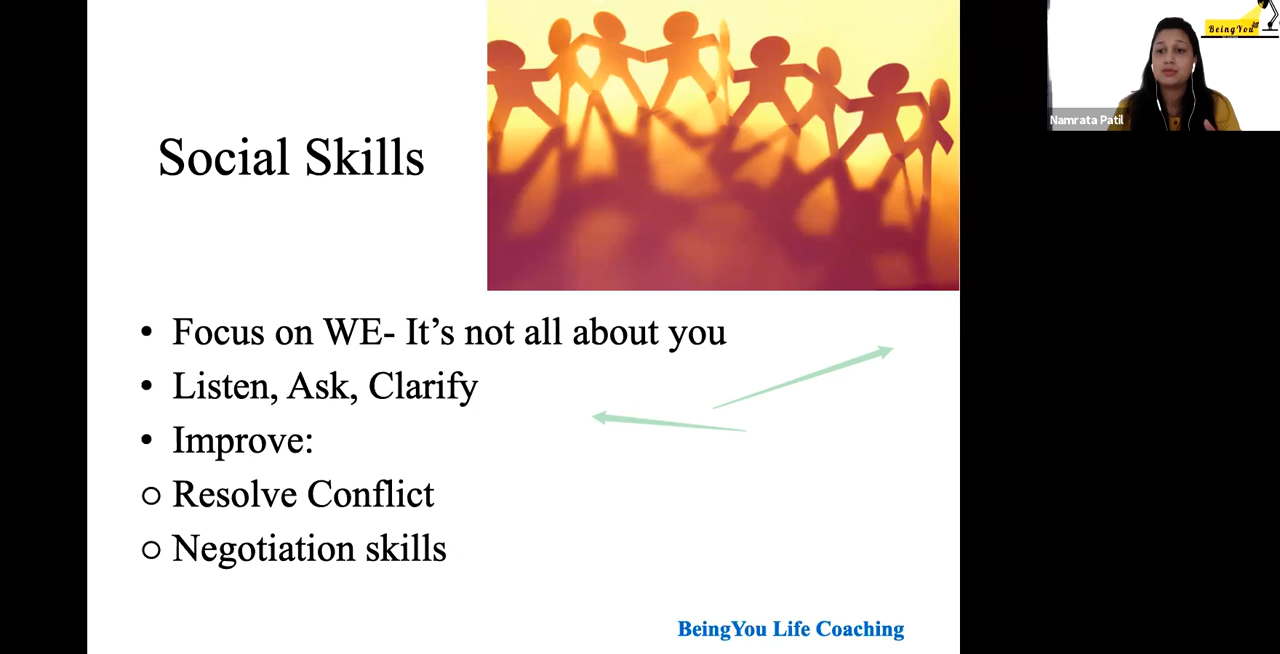 Social Skills
• Focus on WE- It’s not all about you
• Listen, Ask, Clarify
• Improve:
○ Resolve Conflict
○ Negotiation skills
BeingYou Life Coaching
BeingYou
Namrata Patil